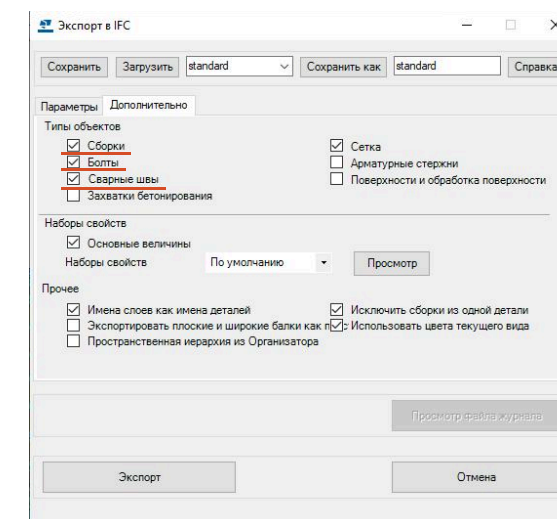 Экспорт в IFC
Сохранить Загрузить standard Сохранить как standard Справка
Параметры Дополнительно
Типы объектов
Сборки Сетка
Болты Арматурные стержни
Сварные швы Поверхности и обработка поверхности
Захватки бетонирования
Наборы свойств
Основные величины
Наборы свойств По умолчанию Просмотр
Прочее
Имена слоев как имена деталей Исключить сборки из одной детали
Экспортировать плоские и широкие балки как Использовать цвета текущего вида
Пространственная иерархия из Организатора
Просмотр файла журнала
Экспорт Отмена